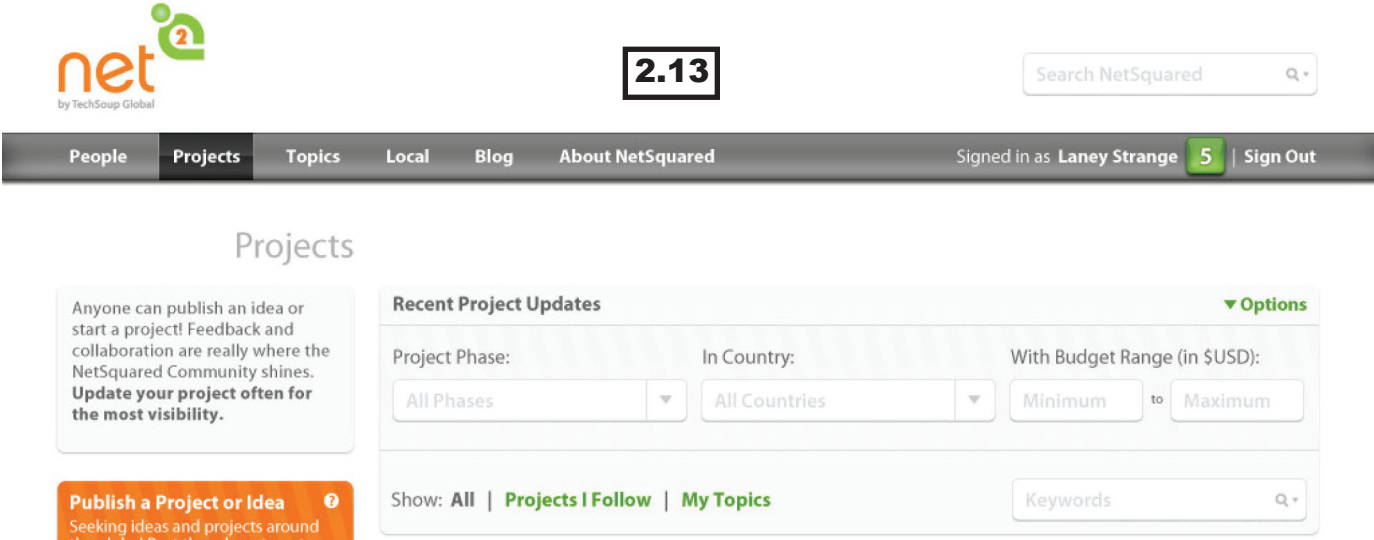 net2
by TechSoup Global
2.13
Search NetSquared
People Projects Topics Local Blog About NetSquared Signed in as Laney Strange 5 | Sign Out
Projects
Anyone can publish an idea or
start a project! Feedback and
collaboration are really where the
NetSquared Community shines.
Update your project often for
the most visibility.
Publish a Project or Idea ?
Seeking ideas and projects around
Recent Project Updates ▼Options
Project Phase: In Country: With Budget Range (in $USD):
All Phases All Countries Minimum to Maximum
Show: All | Projects I Follow | My Topics Keywords